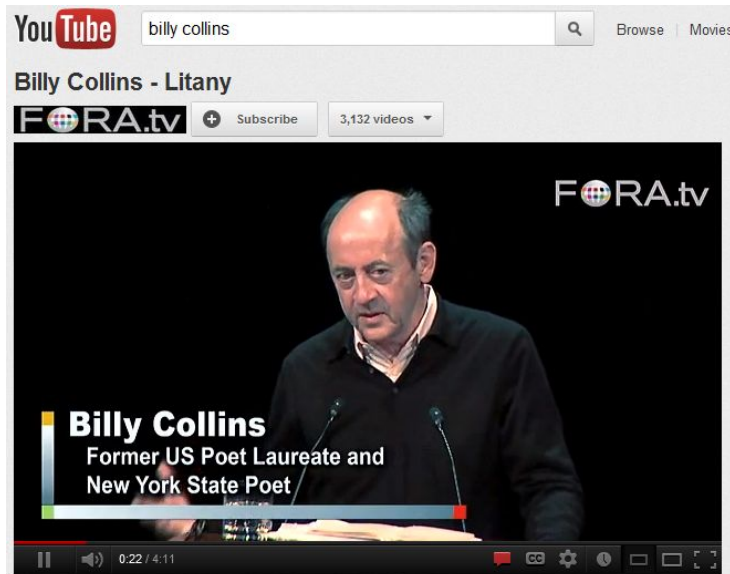 YouTube billy collins Browse Movies
Billy Collins - Litany
FORA.tv Subscribe 3,132 videos
FORA.tv
Billy Collins
Former US Poet Laureate and
New York State Poet
0:22 / 4:11 CC